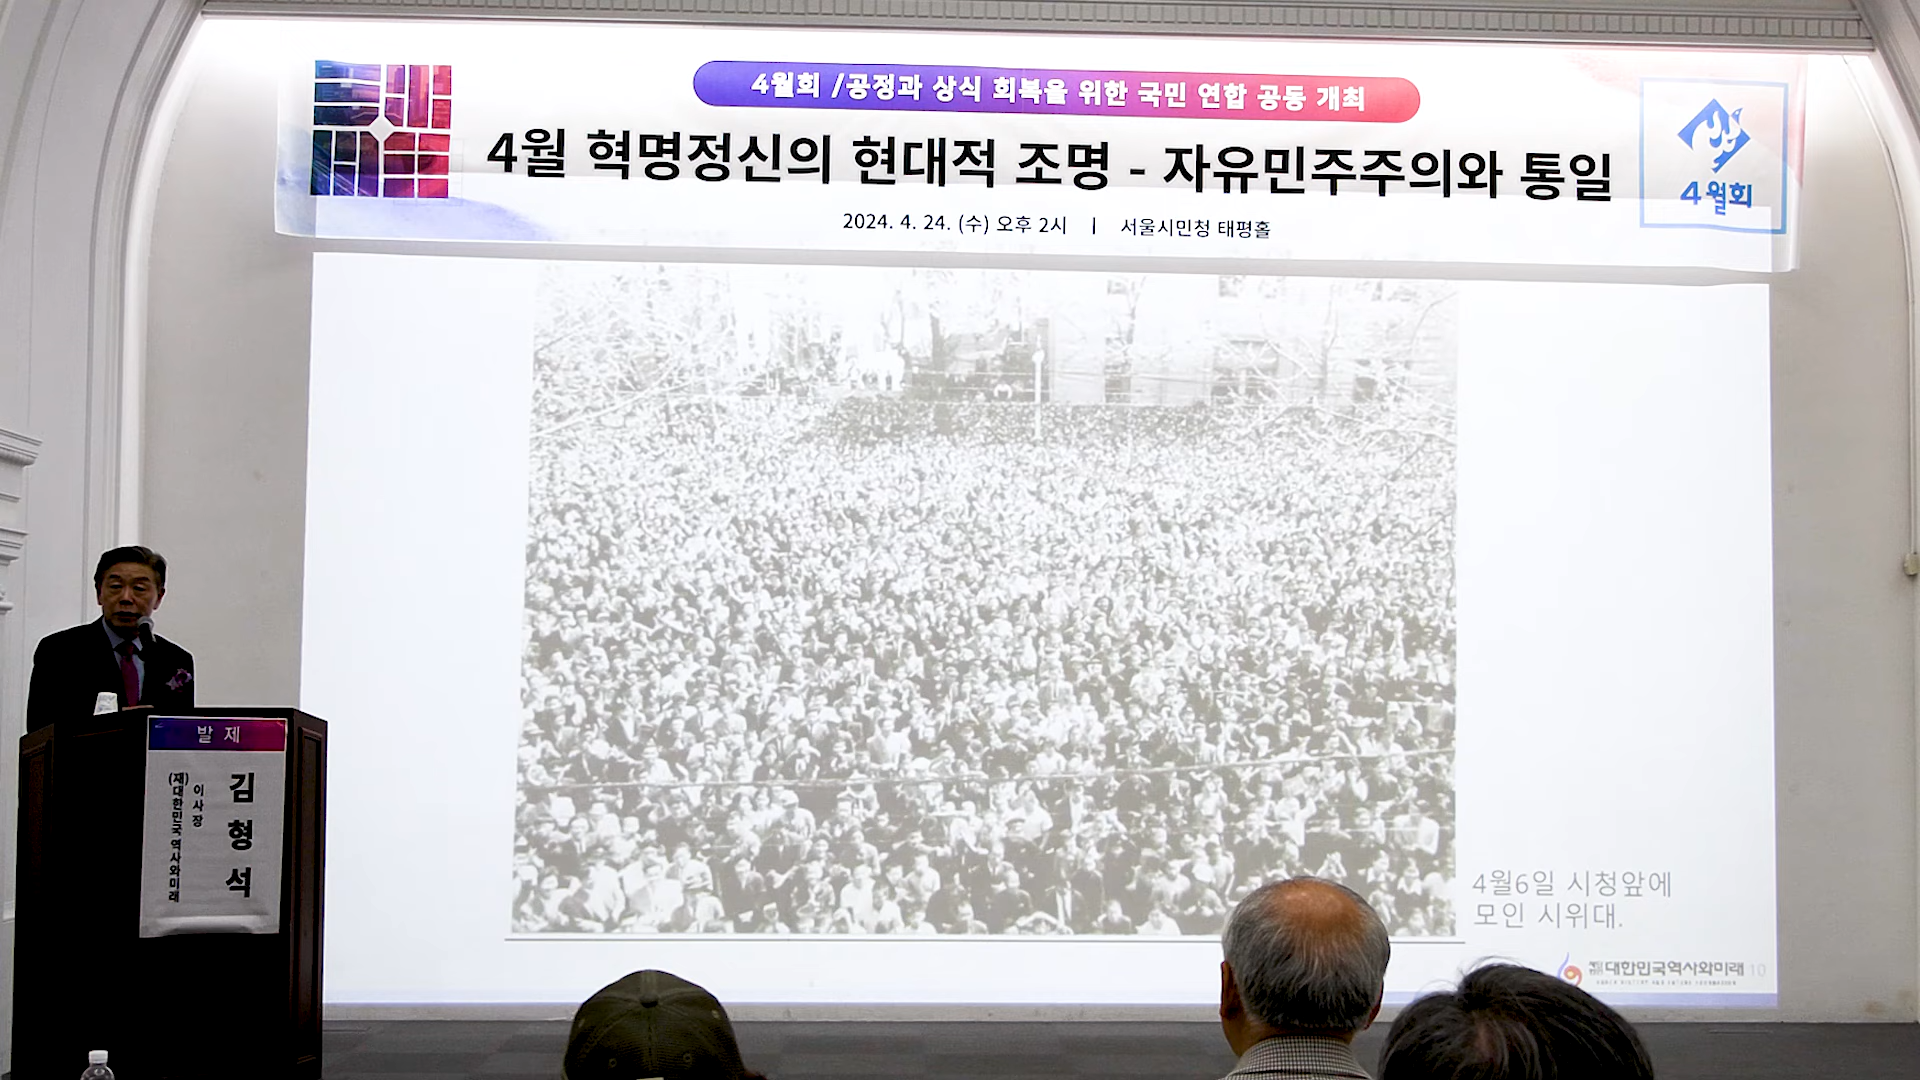 4월회 /공정과 상식 회복을 위한 국민 연합 공동 개최
4월 혁명정신의 현대적 조명 - 자유민주주의와 통일
2024. 4. 24. (수) 오후 2시 | 서울시민청 태평홀
4월회
4월6일 시청앞에
모인 시위대.
대한민국역사와미래 10
발 제
김형석
이사장
(재)대한민국 역사와미래